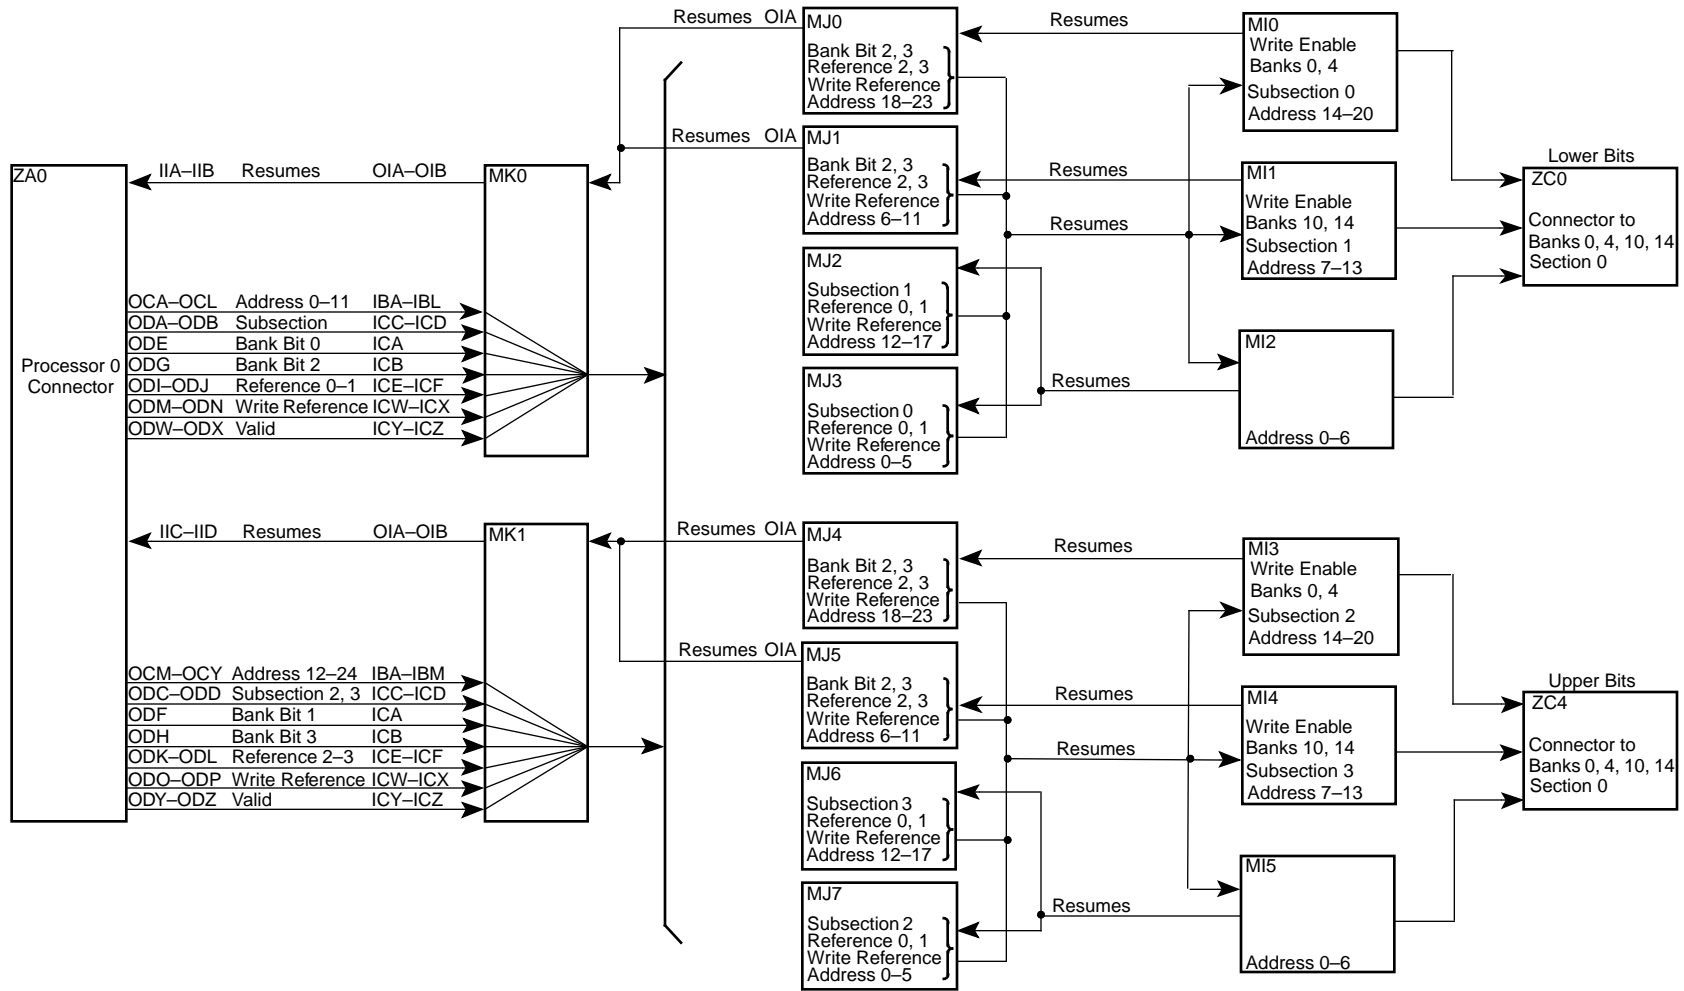 ZA0
Processor 0
Connector
IIA–IIB Resumes OIA–OIB
OCA–OCL Address 0–11 IBA–IBL
ODA–ODB Subsection ICC–ICD
ODE Bank Bit 0 ICA
ODG Bank Bit 2 ICB
ODI–ODJ Reference 0–1 ICE–ICF
ODM–ODN Write Reference ICW–ICX
ODW–ODX Valid ICY–ICZ
MK0
IIC–IID Resumes OIA–OIB
OCM–OCY Address 12–24 IBA–IBM
ODC–ODD Subsection 2, 3 ICC–ICD
ODF Bank Bit 1 ICA
ODH Bank Bit 3 ICB
ODK–ODL Reference 2–3 ICE–ICF
ODO–ODP Write Reference ICW–ICX
ODY–ODZ Valid ICY–ICZ
MK1
Resumes OIA
MJ0
Bank Bit 2, 3
Reference 2, 3
Write Reference
Address 18–23
Resumes OIA
MJ1
Bank Bit 2, 3
Reference 2, 3
Write Reference
Address 6–11
MJ2
Subsection 1
Reference 0, 1
Write Reference
Address 12–17
MJ3
Subsection 0
Reference 0, 1
Write Reference
Address 0–5
Resumes OIA
MJ4
Bank Bit 2, 3
Reference 2, 3
Write Reference
Address 18–23
Resumes OIA
MJ5
Bank Bit 2, 3
Reference 2, 3
Write Reference
Address 6–11
MJ6
Subsection 3
Reference 0, 1
Write Reference
Address 12–17
MJ7
Subsection 2
Reference 0, 1
Write Reference
Address 0–5
Resumes
Resumes
Resumes
Resumes
Resumes
Resumes
Resumes
Resumes
MI0
Write Enable
Banks 0, 4
Subsection 0
Address 14–20
MI1
Write Enable
Banks 10, 14
Subsection 1
Address 7–13
MI2
Address 0–6
MI3
Write Enable
Banks 0, 4
Subsection 2
Address 14–20
MI4
Write Enable
Banks 10, 14
Subsection 3
Address 7–13
MI5
Address 0–6
Lower Bits
ZC0
Connector to
Banks 0, 4, 10, 14
Section 0
Upper Bits
ZC4
Connector to
Banks 0, 4, 10, 14
Section 0